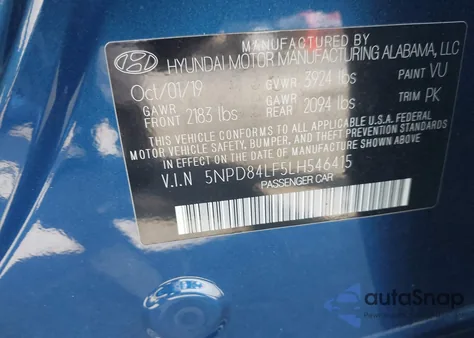 MANUFACTURED BY
HYUNDAI MOTOR MANUFACTURING ALABAMA, LLC
Oct/01/19 GVWR 3924 lbs PAINT VU
GAWR FRONT 2183 lbs GAWR REAR 2094 lbs TRIM PK
THIS VEHICLE CONFORMS TO ALL APPLICABLE U.S.A FEDERAL
MOTOR VEHICLE SAFETY, BUMPER, AND THEFT PREVENTION STANDARDS
IN EFFECT ON THE DATE OF MANUFACTURE SHOWN ABOVE.
V.I.N 5NPD84LF5LH546415
PASSENGER CAR
autoSnap